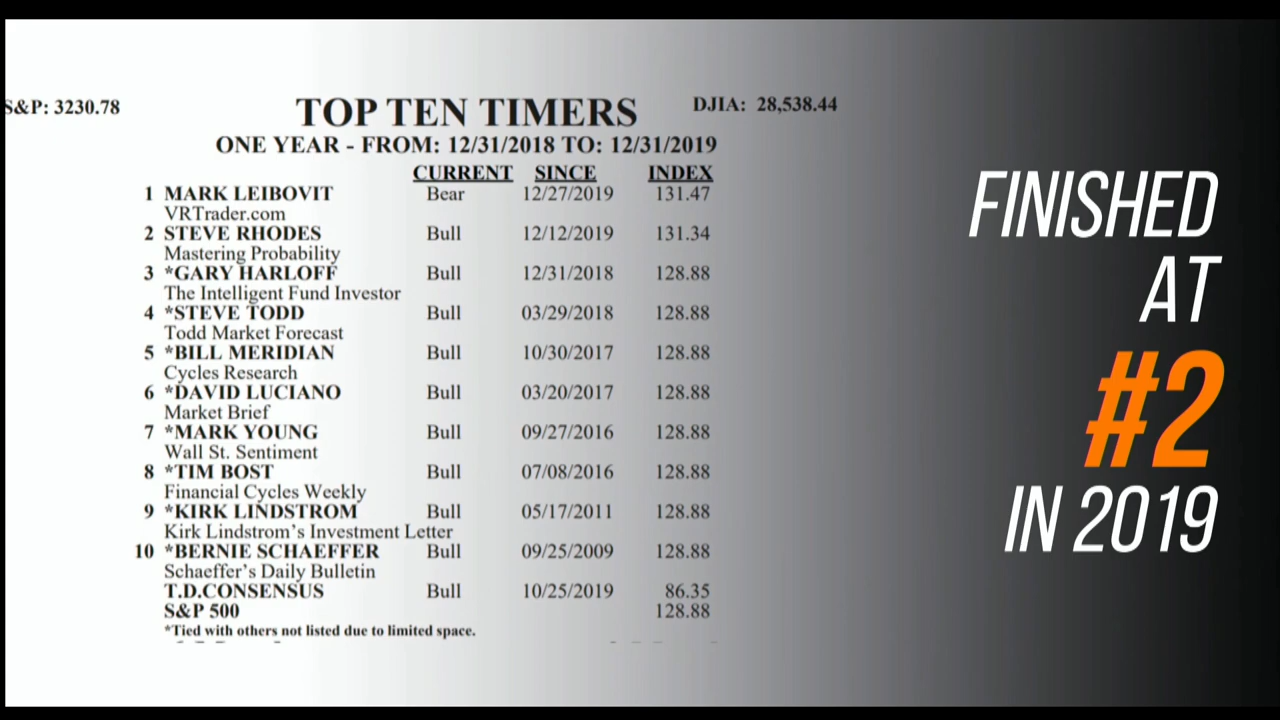 S&P: 3230.78
TOP TEN TIMERS
DJIA: 28,538.44
ONE YEAR - FROM: 12/31/2018 TO: 12/31/2019
CURRENT SINCE INDEX
1 MARK LEIBOVIT Bear 12/27/2019 131.47
VRTrader.com
2 STEVE RHODES Bull 12/12/2019 131.34
Mastering Probability
3 *GARY HARLOFF Bull 12/31/2018 128.88
The Intelligent Fund Investor
4 *STEVE TODD Bull 03/29/2018 128.88
Todd Market Forecast
5 *BILL MERIDIAN Bull 10/30/2017 128.88
Cycles Research
6 *DAVID LUCIANO Bull 03/20/2017 128.88
Market Brief
7 *MARK YOUNG Bull 09/27/2016 128.88
Wall St. Sentiment
8 *TIM BOST Bull 07/08/2016 128.88
Financial Cycles Weekly
9 *KIRK LINDSTROM Bull 05/17/2011 128.88
Kirk Lindstrom's Investment Letter
10 *BERNIE SCHAEFFER Bull 09/25/2009 128.88
Schaeffer's Daily Bulletin
T.D.CONSENSUS Bull 10/25/2019 86.35
S&P 500 128.88
*Tied with others not listed due to limited space.
FINISHED
AT
#2
IN 2019